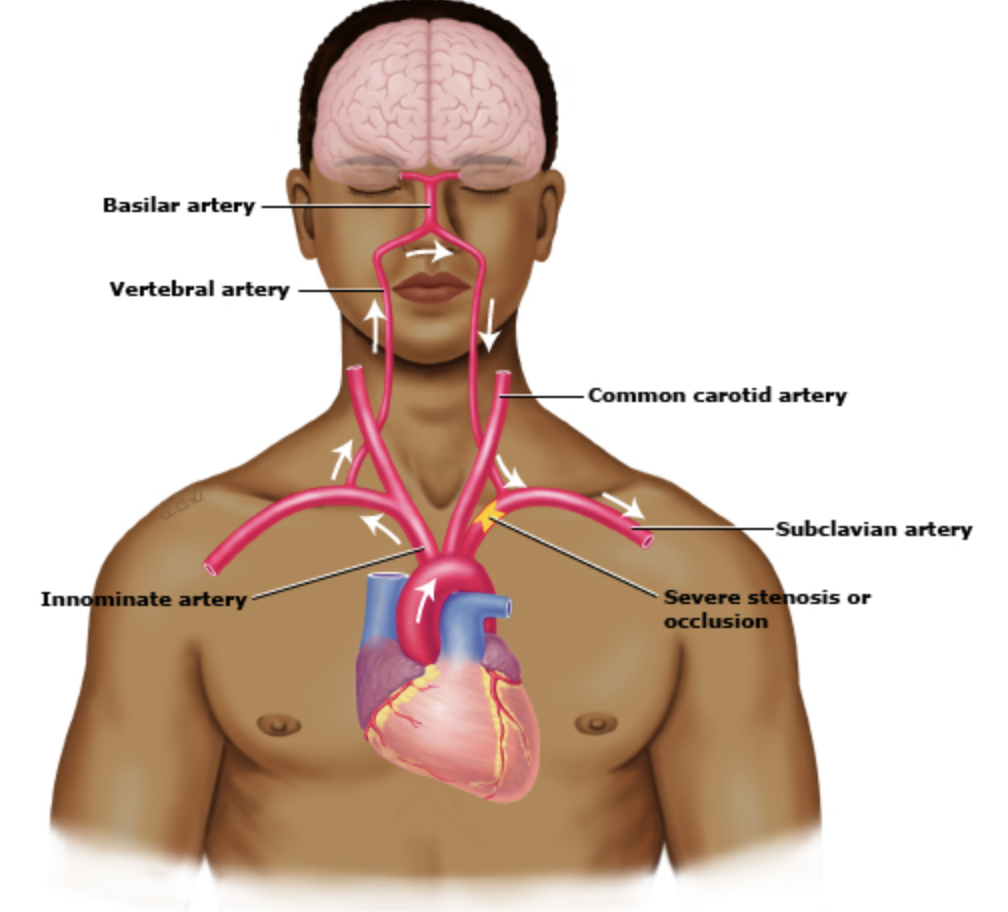 Basilar artery
Vertebral artery
Common carotid artery
Subclavian artery
Innominate artery
Severe stenosis or
occlusion